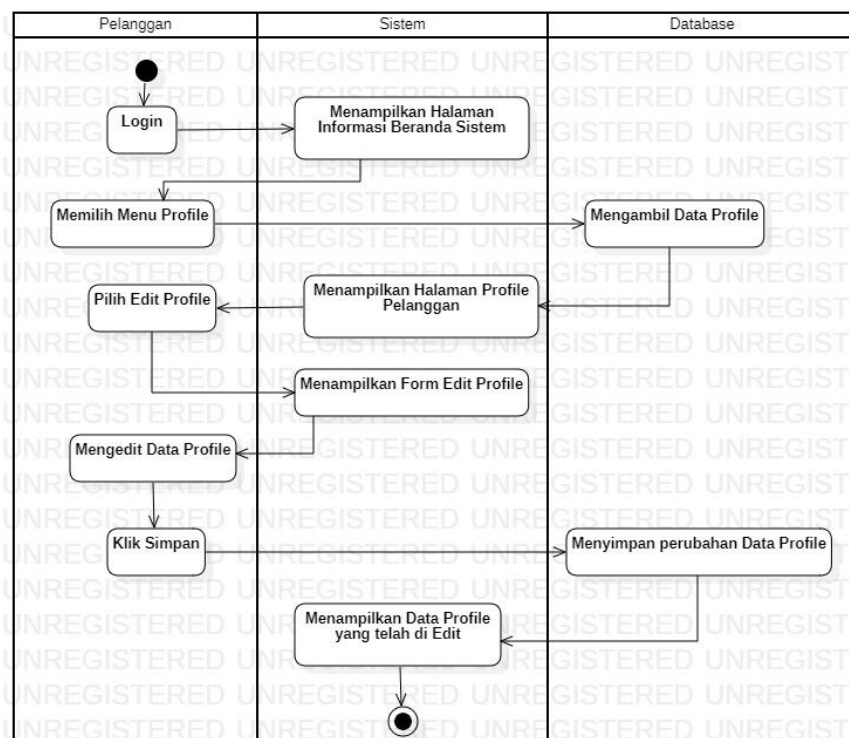 Pelanggan
Sistem
Database
Login
Menampilkan Halaman
Informasi Beranda Sistem
Memilih Menu Profile
Mengambil Data Profile
Pilih Edit Profile
Menampilkan Halaman Profile
Pelanggan
Menampilkan Form Edit Profile
Mengedit Data Profile
Klik Simpan
Menyimpan perubahan Data Profile
Menampilkan Data Profile
yang telah di Edit
UNREGISTERED